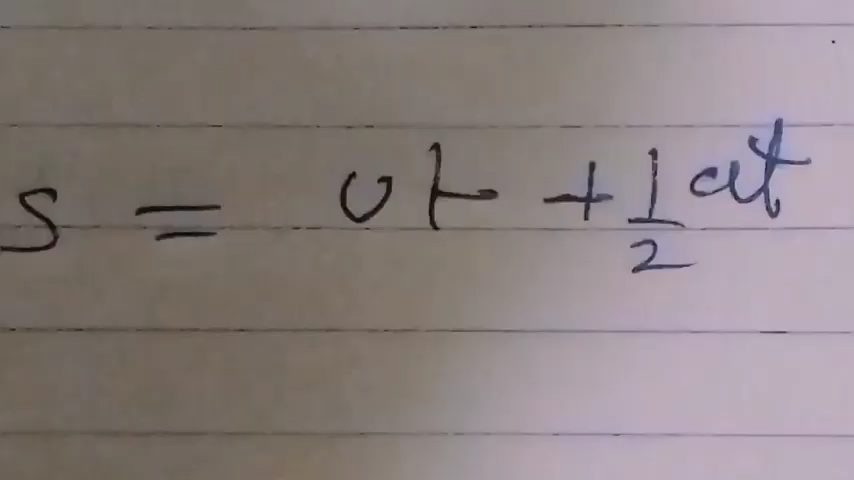 s = ut + 1/2 at